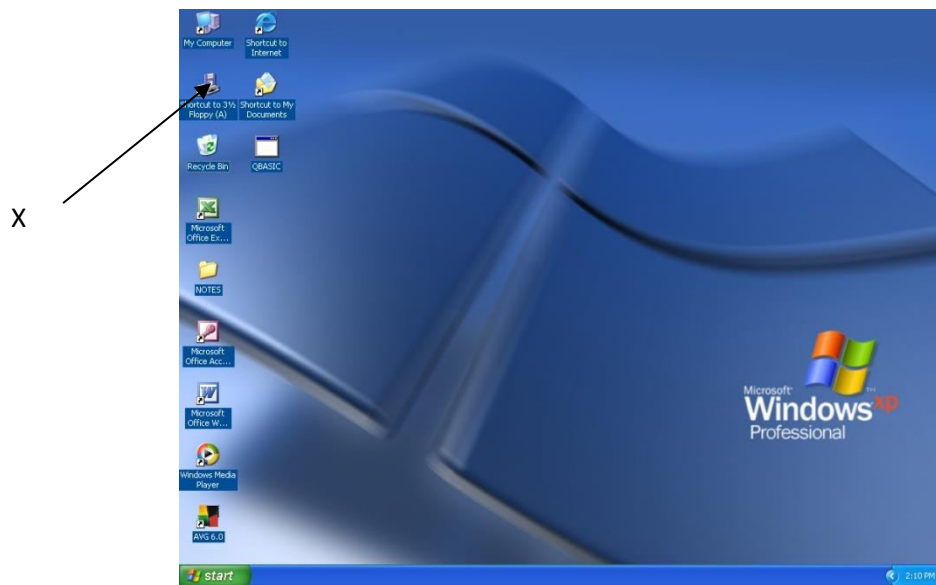 My Computer
Shortcut to
Internet
Shortcut to 3½
Floppy (A)
Shortcut to My
Documents
Recycle Bin
QBASIC
X
Microsoft
Office Ex...
NOTES
Microsoft
Office Acc...
Microsoft
Office W...
Windows Media
Player
AVG 6.0
Microsoft
Windows xp
Professional
start
2:10 PM